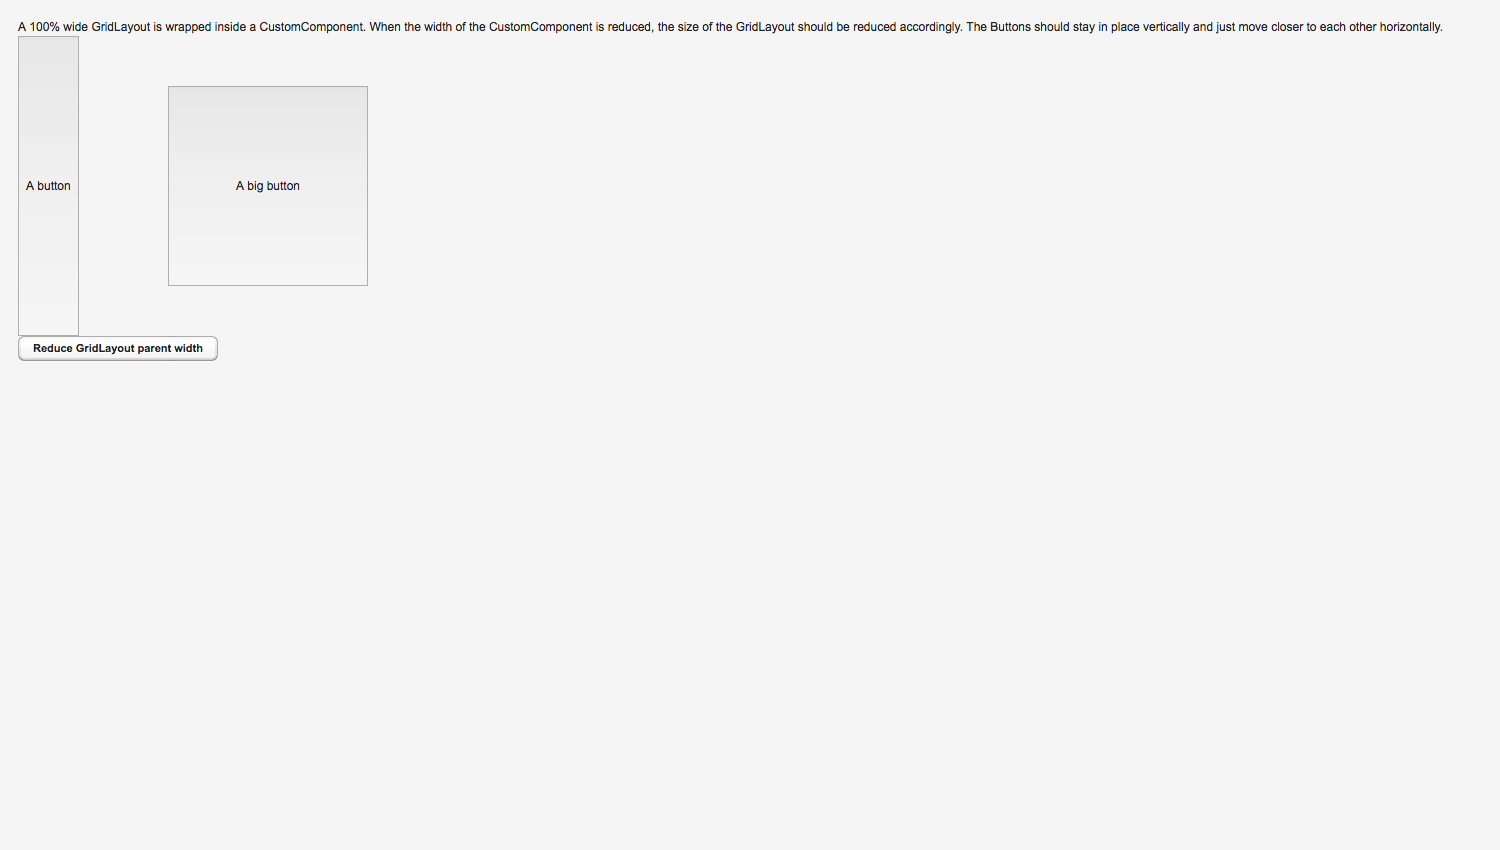 A 100% wide GridLayout is wrapped inside a CustomComponent. When the width of the CustomComponent is reduced, the size of the GridLayout should be reduced accordingly. The Buttons should stay in place vertically and just move closer to each other horizontally.
A button
A big button
Reduce GridLayout parent width